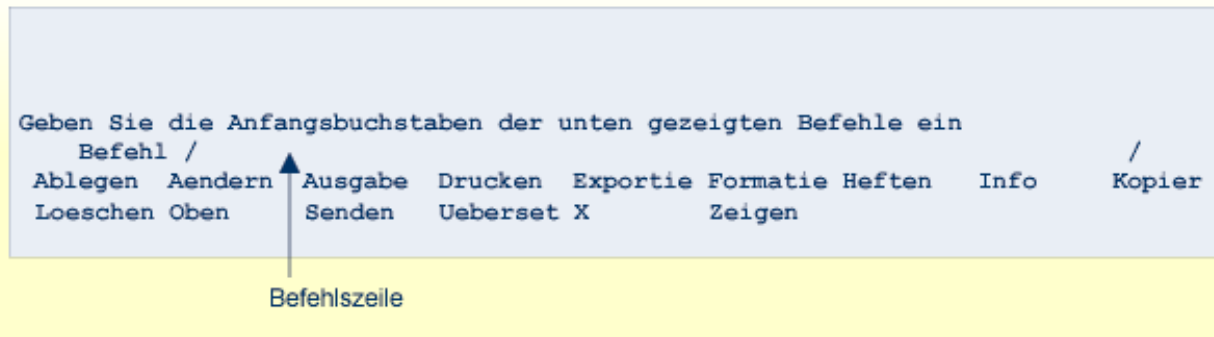 Geben Sie die Anfangsbuchstaben der unten gezeigten Befehle ein
Befehl / /
Ablegen Aendern Ausgabe Drucken Exportie Formatie Heften Info Kopier
Loeschen Oben Senden Ueberset X Zeigen
Befehlszeile